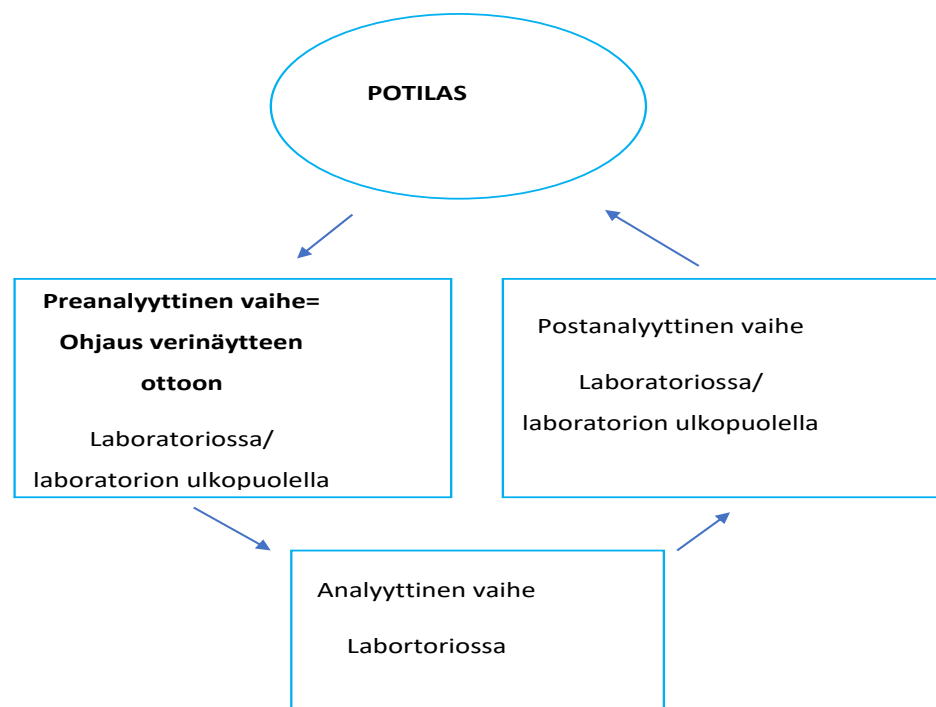 POTILAS
Preanalyyttinen vaihe=
Ohjaus verinäytteen
ottoon
Laboratoriossa/
laboratorion ulkopuolella
Postanalyyttinen vaihe
Laboratoriossa/
laboratorion ulkopuolella
Analyyttinen vaihe
Labortoriossa